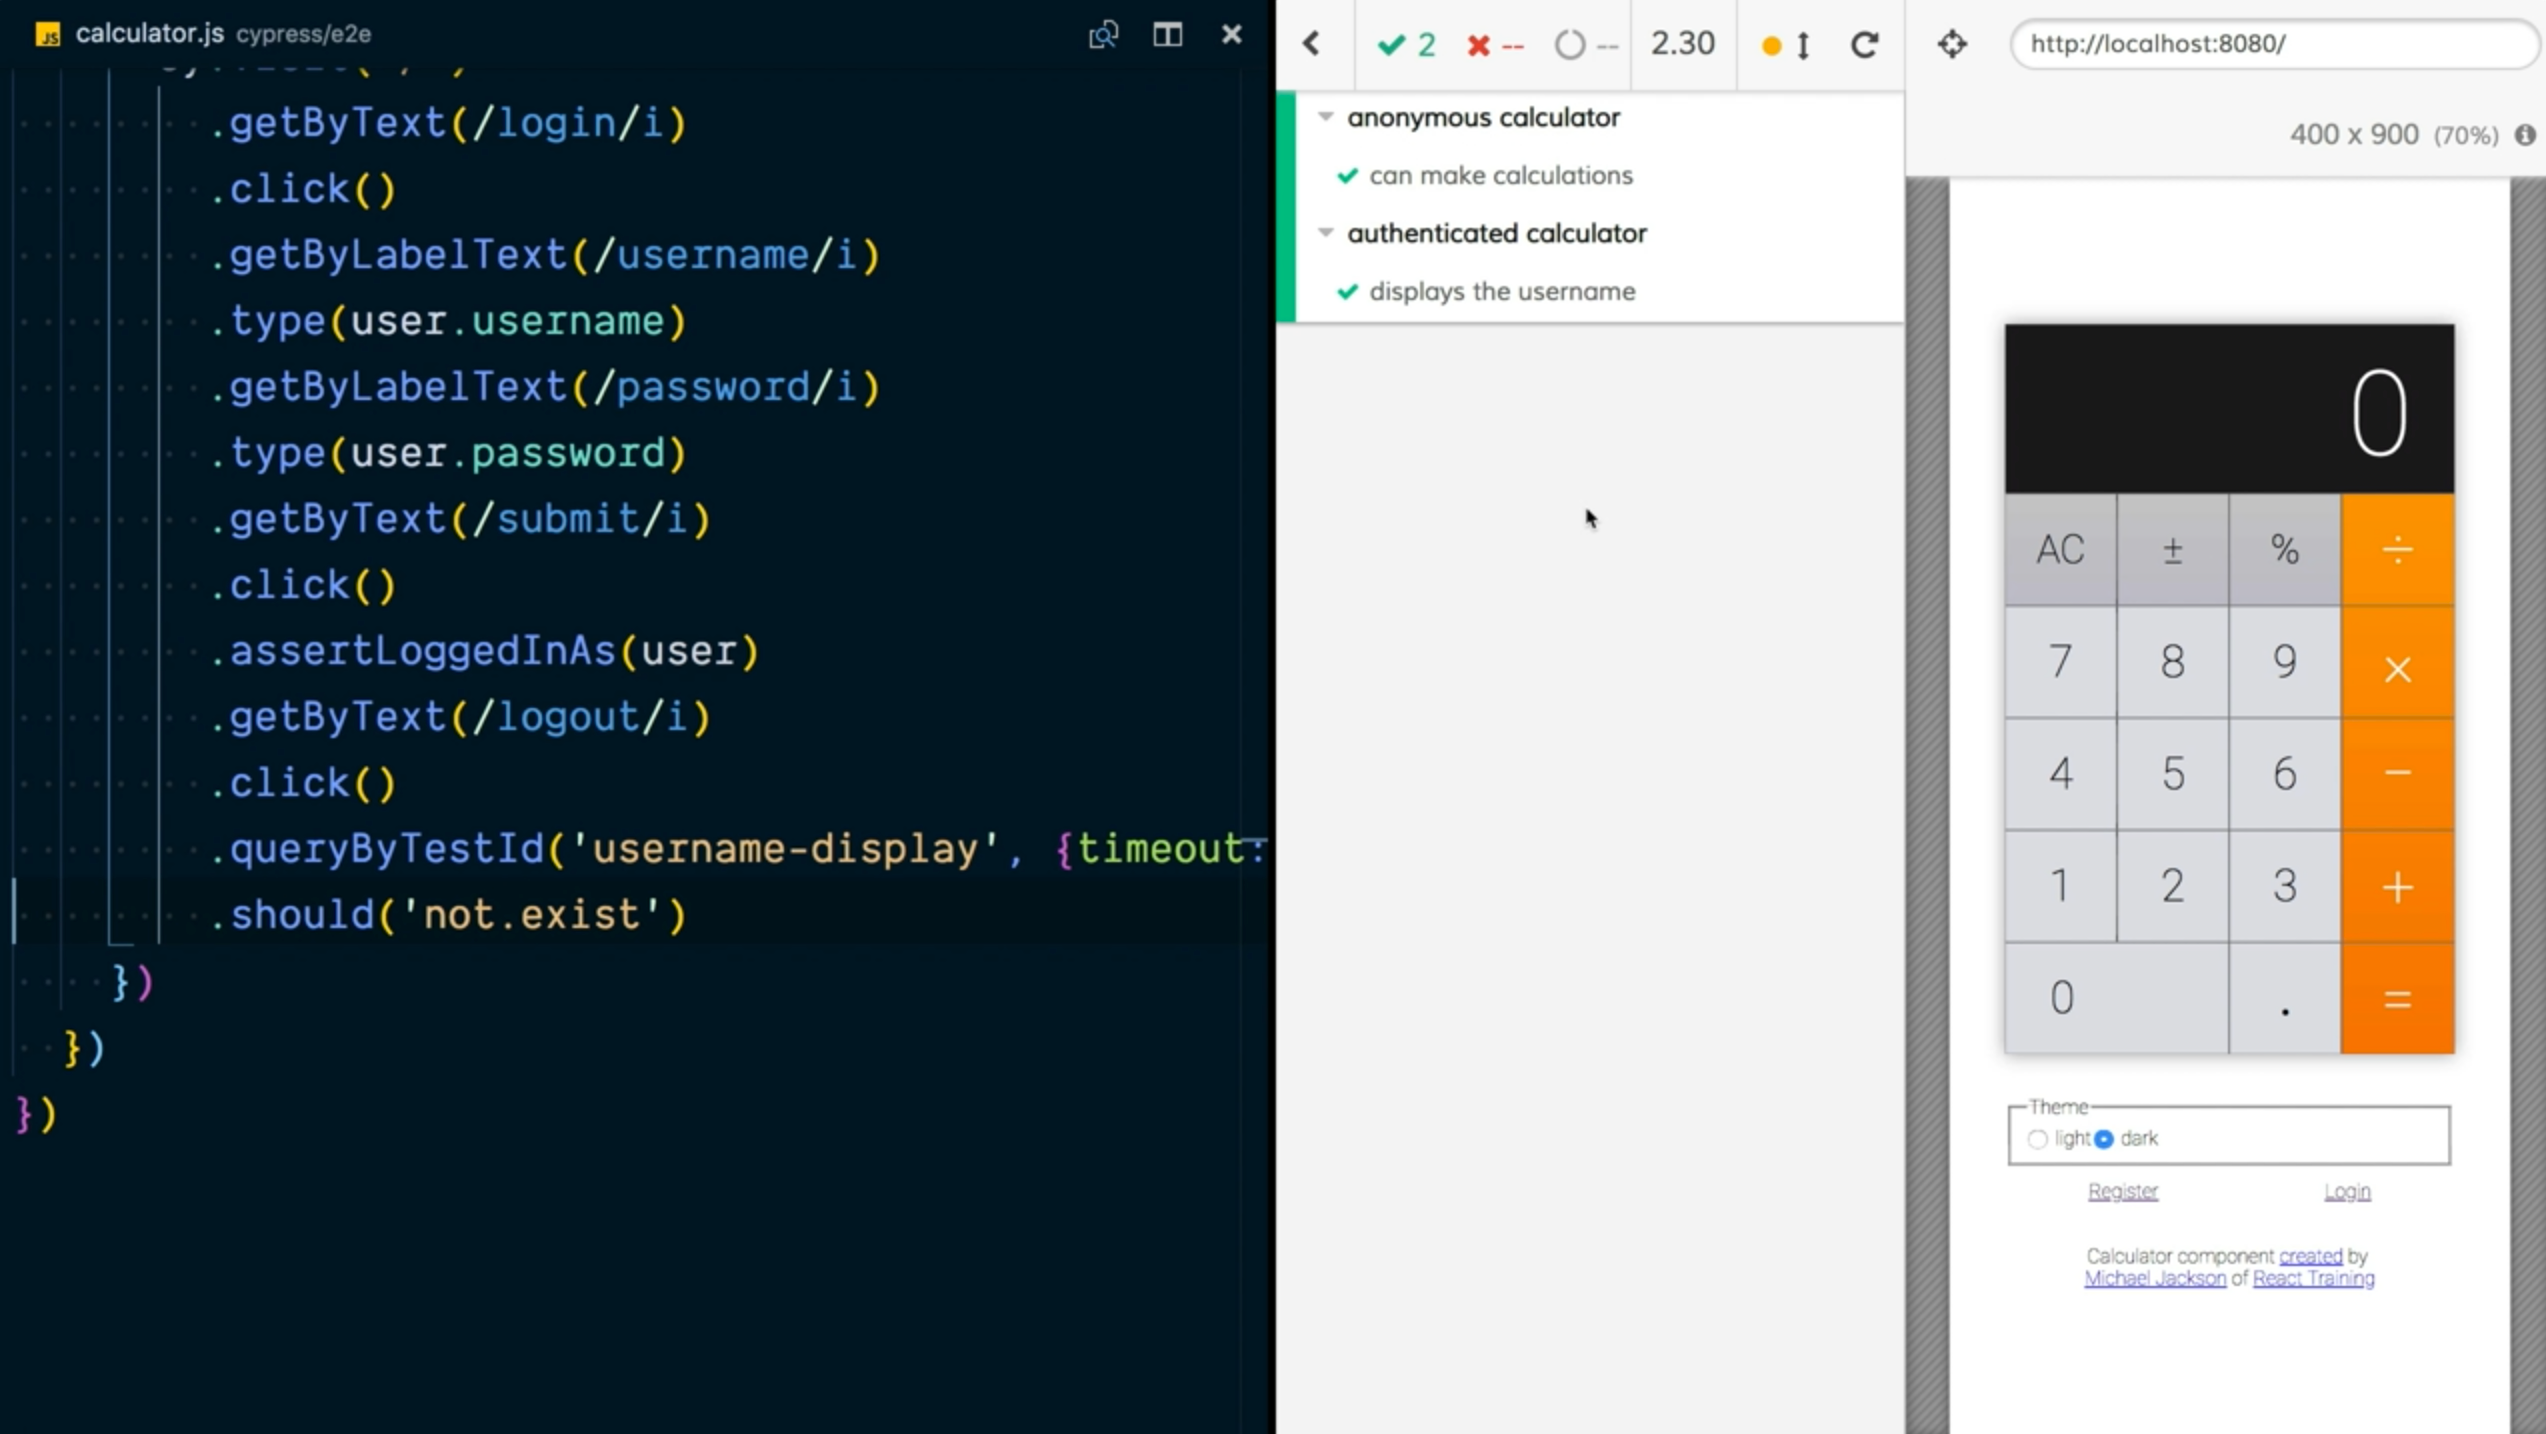 calculator.js cypress/e2e
.getByText(/login/i)
.click()
.getByLabelText(/username/i)
.type(user.username)
.getByLabelText(/password/i)
.type(user.password)
.getByText(/submit/i)
.click()
.assertLoggedInAs(user)
.getByText(/logout/i)
.click()
.queryByTestId('username-display', {timeout:
.should('not.exist')
})
})
})
2 -- -- 2.30
anonymous calculator
can make calculations
authenticated calculator
displays the username
http://localhost:8080/
400 x 900 (70%)
0
AC ± % ÷
7 8 9 ×
4 5 6 −
1 2 3 +
0 . =
Theme
light dark
Register Login
Calculator component created by
Michael Jackson of React Training